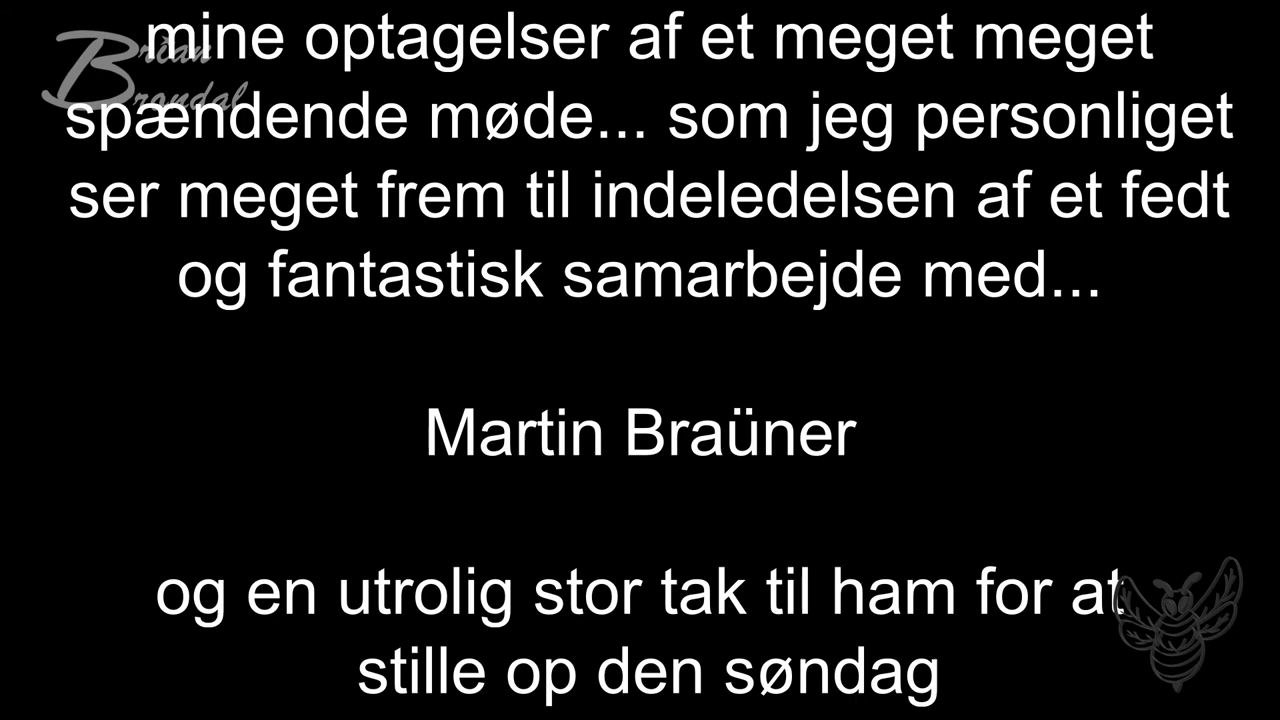 Brian
Brandal
mine optagelser af et meget meget
spændende møde... som jeg personliget
ser meget frem til indeledelsen af et fedt
og fantastisk samarbejde med...
Martin Braüner
og en utrolig stor tak til ham for at
stille op den søndag